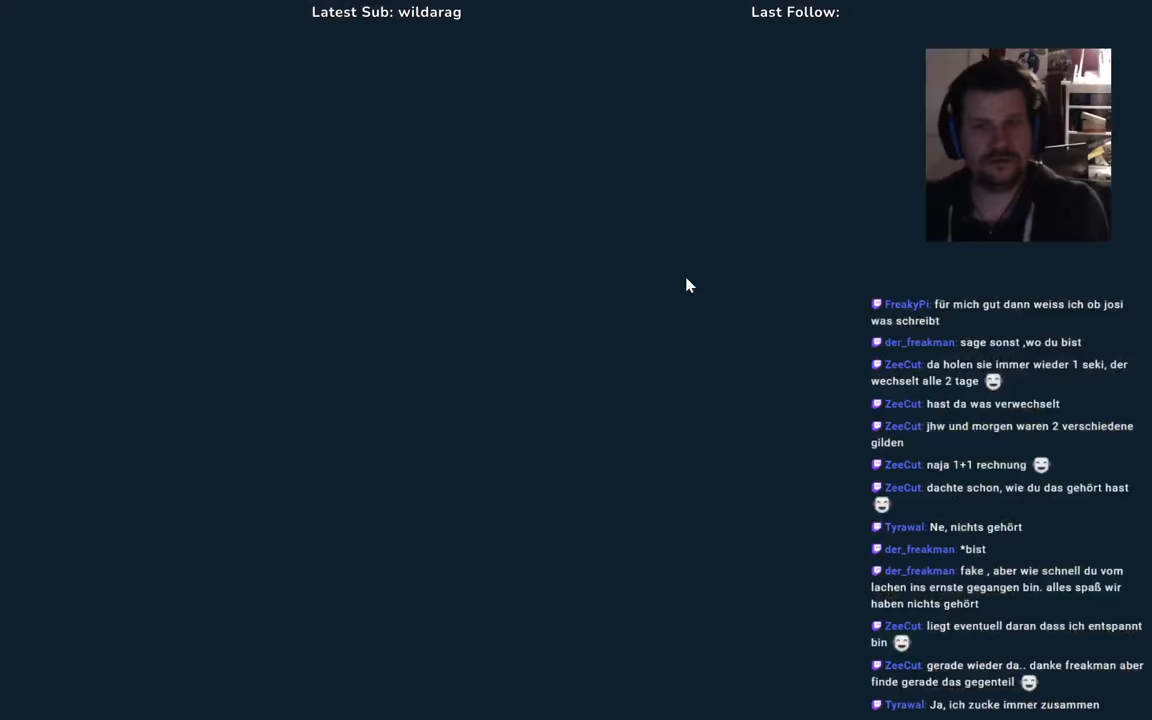 Latest Sub: wildarag
Last Follow:
FreakyPi: für mich gut dann weiss ich ob josi
was schreibt
der_freakman: sage sonst ,wo du bist
ZeeCut: da holen sie immer wieder 1 seki, der
wechselt alle 2 tage
ZeeCut: hast da was verwechselt
ZeeCut: jhw und morgen waren 2 verschiedene
gilden
ZeeCut: naja 1+1 rechnung
ZeeCut: dachte schon, wie du das gehört hast
Tyrawal: Ne, nichts gehört
der_freakman: *bist
der_freakman: fake , aber wie schnell du vom
lachen ins ernste gegangen bin. alles spaß wir
haben nichts gehört
ZeeCut: liegt eventuell daran dass ich entspannt
bin
ZeeCut: gerade wieder da.. danke freakman aber
finde gerade das gegenteil
Tyrawal: Ja, ich zucke immer zusammen